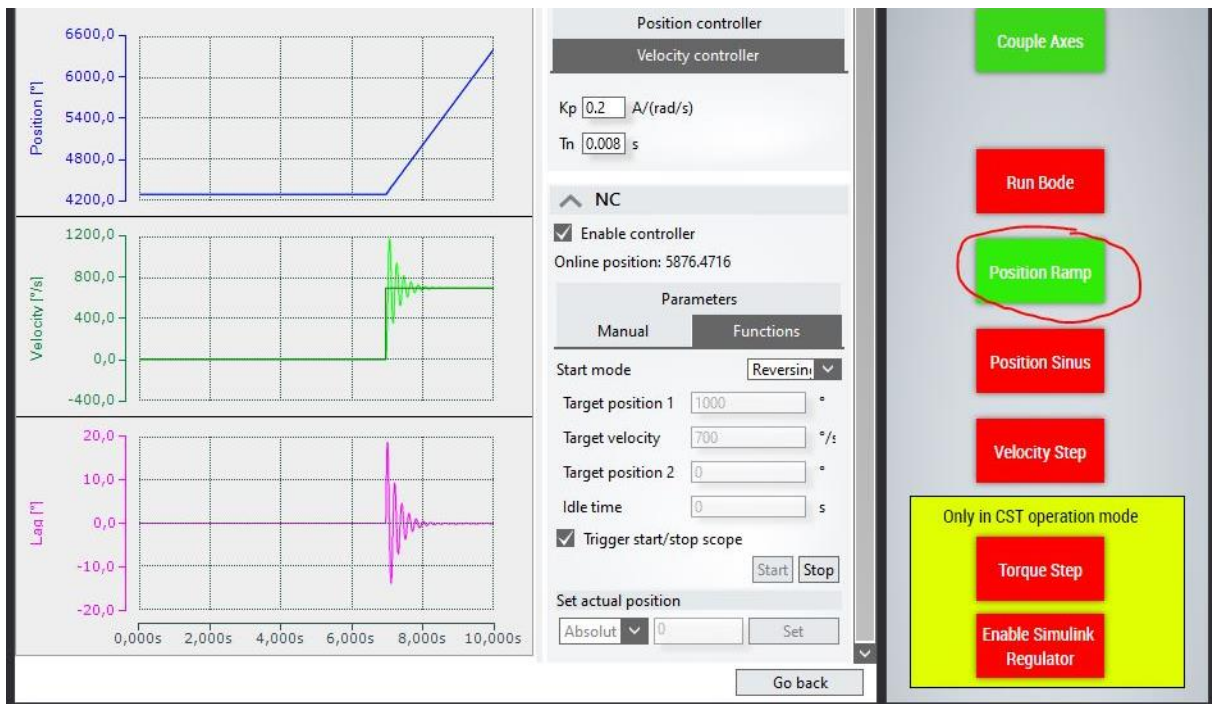 6600,0
6000,0
5400,0
4800,0
4200,0
Position [°]
1200,0
800,0
400,0
0,0
-400,0
Velocity [°/s]
20,0
10,0
0,0
-10,0
-20,0
Lag [°]
0,000s 2,000s 4,000s 6,000s 8,000s 10,000s
Position controller
Velocity controller
Kp 0.2 A/(rad/s)
Tn 0.008 s
NC
Enable controller
Online position: 5876.4716
Parameters
Manual Functions
Start mode Reversin
Target position 1 1000 °
Target velocity 700 °/s
Target position 2 0 °
Idle time 0 s
Trigger start/stop scope
Start Stop
Set actual position
Absolut 0 Set
Go back
Couple Axes
Run Bode
Position Ramp
Position Sinus
Velocity Step
Only in CST operation mode
Torque Step
Enable Simulink
Regulator